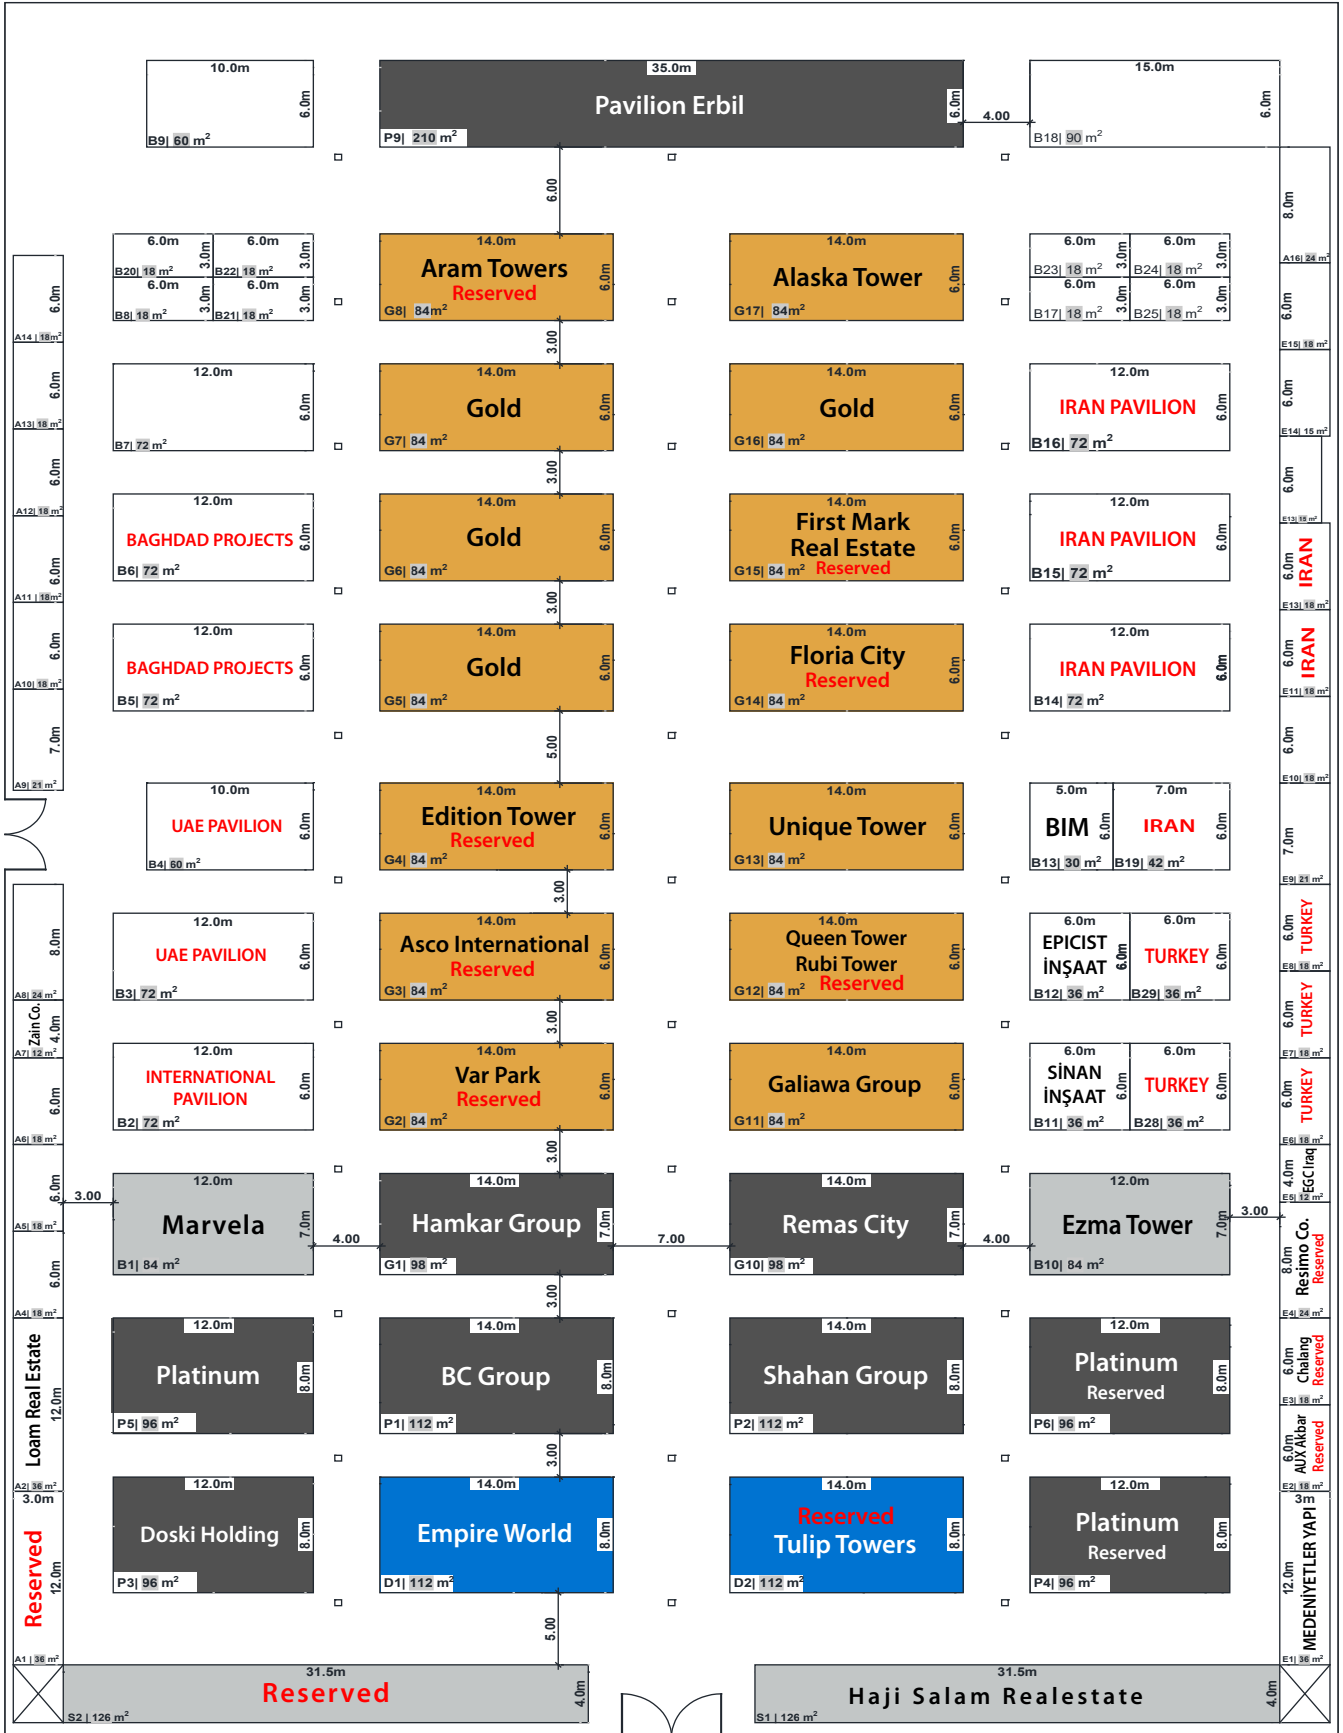 10.0m
6.0m
B9| 60 m²
35.0m
Pavilion Erbil
6.0m
P9| 210 m²
4.00
15.0m
6.0m
B18| 90 m²
6.00
8.0m
A16| 24 m²
6.0m
3.0m
B20| 18 m²
6.0m
3.0m
B22| 18 m²
6.0m
3.0m
B8| 18 m²
6.0m
3.0m
B21| 18 m²
14.0m
Aram Towers
Reserved
6.0m
G8| 84m²
14.0m
Alaska Tower
6.0m
G17| 84m²
6.0m
3.0m
B23| 18 m²
6.0m
3.0m
B24| 18 m²
6.0m
3.0m
B17| 18 m²
6.0m
3.0m
B25| 18 m²
6.0m
A14 | 18m²
6.0m
E15| 18 m²
3.00
6.0m
A13| 18 m²
12.0m
6.0m
B7| 72 m²
14.0m
Gold
6.0m
G7| 84 m²
14.0m
Gold
6.0m
G16| 84 m²
12.0m
IRAN PAVILION
6.0m
B16| 72 m²
6.0m
E14| 15 m²
3.00
6.0m
A12| 18 m²
12.0m
BAGHDAD PROJECTS
6.0m
B6| 72 m²
14.0m
Gold
6.0m
G6| 84 m²
14.0m
First Mark
Real Estate
Reserved
6.0m
G15| 84 m²
12.0m
IRAN PAVILION
6.0m
B15| 72 m²
6.0m
E13| 15 m²
6.0m
A11 | 18m²
6.0m
IRAN
E13| 18 m²
3.00
6.0m
A10| 18 m²
12.0m
BAGHDAD PROJECTS
6.0m
B5| 72 m²
14.0m
Gold
6.0m
G5| 84 m²
14.0m
Floria City
Reserved
6.0m
G14| 84 m²
12.0m
IRAN PAVILION
6.0m
B14| 72 m²
6.0m
IRAN
E11| 18 m²
5.00
7.0m
A9| 21 m²
6.0m
E10| 18 m²
10.0m
UAE PAVILION
6.0m
B4| 60 m²
14.0m
Edition Tower
Reserved
6.0m
G4| 84 m²
14.0m
Unique Tower
6.0m
G13| 84 m²
5.0m
BIM
6.0m
B13| 30 m²
7.0m
IRAN
6.0m
B19| 42 m²
7.0m
E9| 21 m²
3.00
8.0m
A8| 24 m²
12.0m
UAE PAVILION
6.0m
B3| 72 m²
14.0m
Asco International
Reserved
6.0m
G3| 84 m²
14.0m
Queen Tower
Rubi Tower
Reserved
6.0m
G12| 84 m²
6.0m
EPICIST
İNŞAAT
6.0m
B12| 36 m²
6.0m
TURKEY
6.0m
B29| 36 m²
6.0m
TURKEY
E8| 18 m²
3.00
Zain Co.
4.0m
A7| 12 m²
6.0m
TURKEY
E7| 18 m²
6.0m
A6| 18 m²
12.0m
INTERNATIONAL
PAVILION
6.0m
B2| 72 m²
14.0m
Var Park
Reserved
6.0m
G2| 84 m²
14.0m
Galiawa Group
6.0m
G11| 84 m²
6.0m
SİNAN
İNŞAAT
6.0m
B11| 36 m²
6.0m
TURKEY
6.0m
B28| 36 m²
6.0m
TURKEY
E6| 18 m²
3.00
6.0m
A5| 18 m²
3.00
12.0m
Marvela
7.0m
B1| 84 m²
4.00
14.0m
Hamkar Group
7.0m
G1| 98 m²
7.00
14.0m
Remas City
7.0m
G10| 98 m²
4.00
12.0m
Ezma Tower
7.0m
B10| 84 m²
3.00
4.0m
EGC Iraq
E5| 12 m²
8.0m
Resimo Co.
Reserved
E4| 24 m²
6.0m
A4| 18 m²
3.00
Loam Real Estate
12.0m
A2| 36 m²
12.0m
Platinum
8.0m
P5| 96 m²
14.0m
BC Group
8.0m
P1| 112 m²
14.0m
Shahan Group
8.0m
P2| 112 m²
12.0m
Platinum
Reserved
8.0m
P6| 96 m²
6.0m
Chalang
Reserved
E3| 18 m²
6.0m
AUX Akbar
Reserved
E2| 18 m²
3.00
3.0m
Reserved
12.0m
A1 | 36 m²
12.0m
Doski Holding
8.0m
P3| 96 m²
14.0m
Empire World
8.0m
D1| 112 m²
14.0m
Reserved
Tulip Towers
8.0m
D2| 112 m²
12.0m
Platinum
Reserved
8.0m
P4| 96 m²
3m
12.0m
MEDENİYETLER YAPI
E1| 36 m²
5.00
31.5m
Reserved
4.0m
S2 | 126 m²
31.5m
Haji Salam Realestate
4.0m
S1 | 126 m²